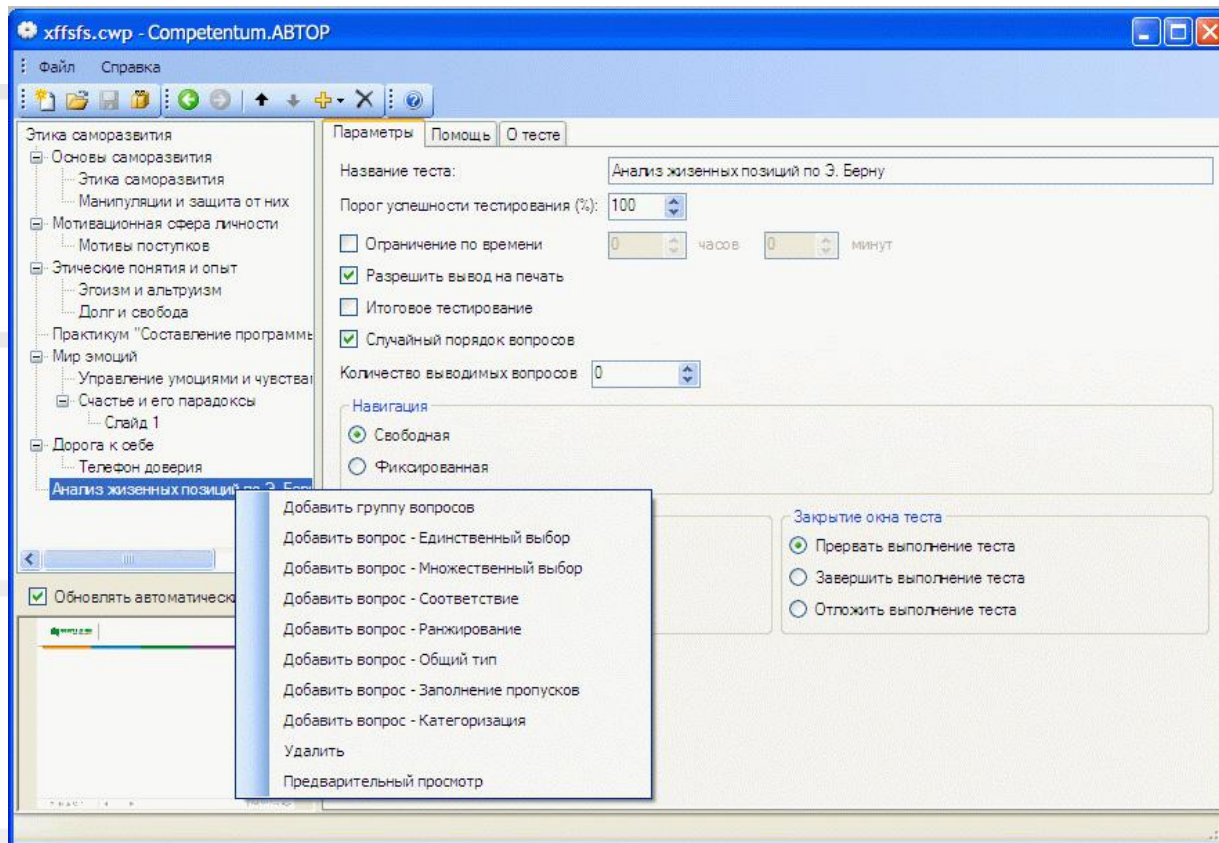 xffsfs.cwp - Competentum.АВТОР
Файл Справка
Этика саморазвития
Основы саморазвития
Этика саморазвития
Манипуляции и защита от них
Мотивационная сфера личности
Мотивы поступков
Этические понятия и опыт
Эгоизм и альтруизм
Долг и свобода
Практикум "Составление программы
Мир эмоций
Управление умоциями и чувствам
Счастье и его парадоксы
Слайд 1
Дорога к себе
Телефон доверия
Анализ жизенных позиций по Э. Берн
Обновлять автоматическ
Параметры Помощь О тесте
Название теста: Анализ жизенных позиций по Э. Берну
Порог успешности тестирования (%): 100
Ограничение по времени 0 часов 0 минут
Разрешить вывод на печать
Итоговое тестирование
Случайный порядок вопросов
Количество выводимых вопросов 0
Навигация
Свободная
Фиксированная
Закрытие окна теста
Прервать выполнение теста
Завершить выполнение теста
Отложить выполнение теста
Добавить группу вопросов
Добавить вопрос - Единственный выбор
Добавить вопрос - Множественный выбор
Добавить вопрос - Соответствие
Добавить вопрос - Ранжирование
Добавить вопрос - Общий тип
Добавить вопрос - Заполнение пропусков
Добавить вопрос - Категоризация
Удалить
Предварительный просмотр